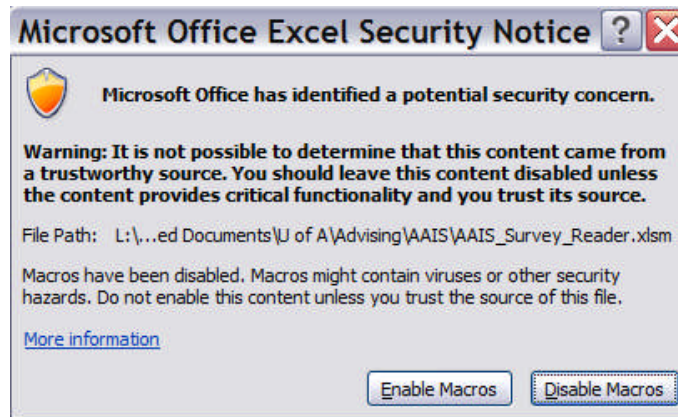 Microsoft Office Excel Security Notice ?
Microsoft Office has identified a potential security concern.
Warning: It is not possible to determine that this content came from
a trustworthy source. You should leave this content disabled unless
the content provides critical functionality and you trust its source.
File Path: L:\...ed Documents\U of A\Advising\AAIS\AAIS_Survey_Reader.xlsm
Macros have been disabled. Macros might contain viruses or other security
hazards. Do not enable this content unless you trust the source of this file.
More information
Enable Macros Disable Macros